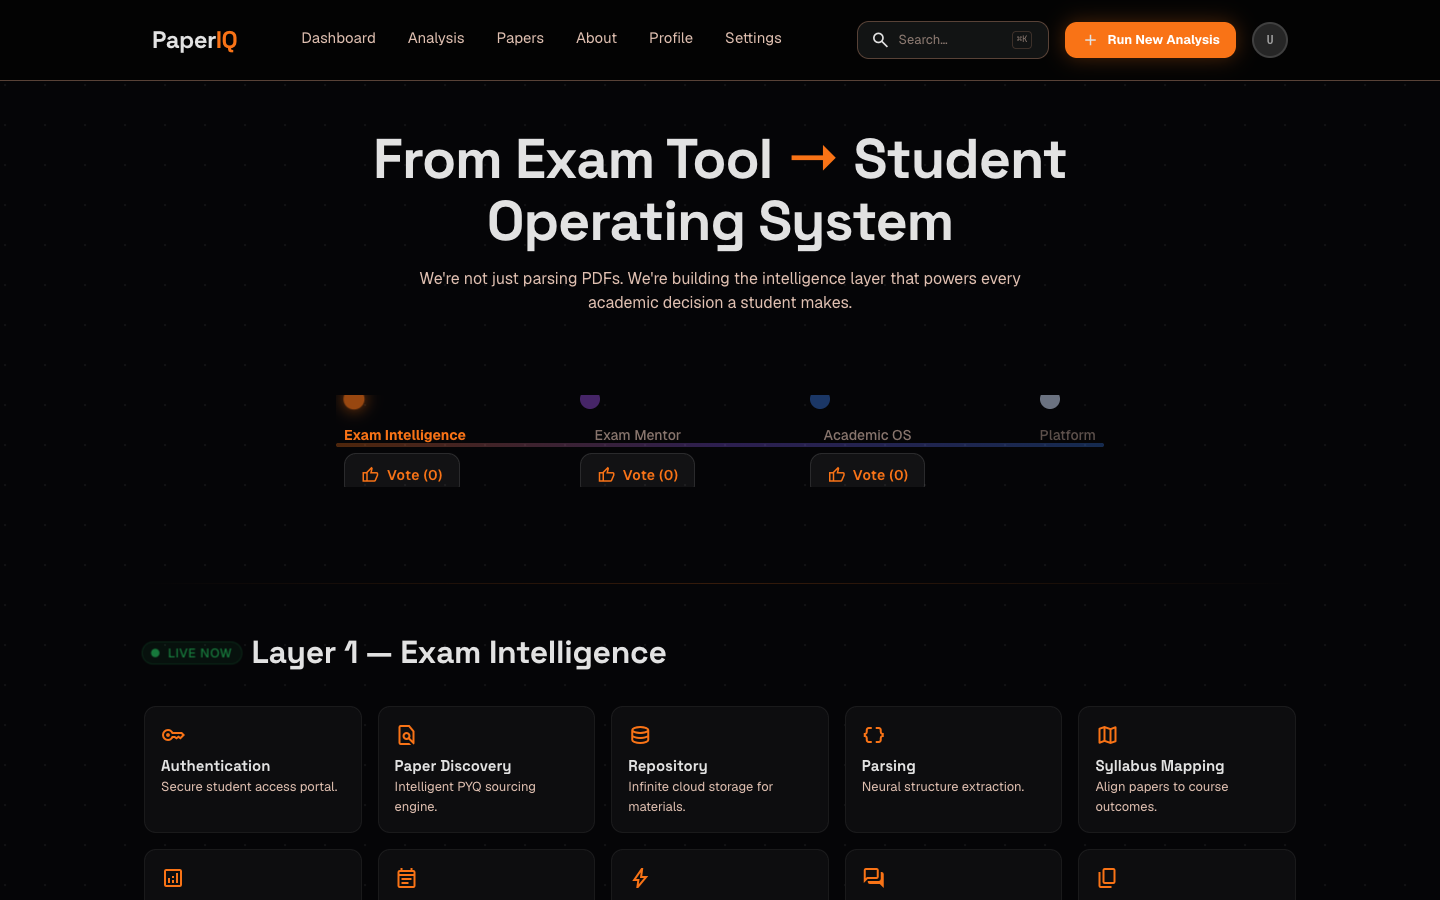 PaperIQ
Dashboard Analysis Papers About Profile Settings
Search... ⌘K
Run New Analysis
U
From Exam Tool → Student
Operating System
We're not just parsing PDFs. We're building the intelligence layer that powers every
academic decision a student makes.
Exam Intelligence Exam Mentor Academic OS Platform
Vote (0) Vote (0) Vote (0)
LIVE NOW
Layer 1 — Exam Intelligence
Authentication
Secure student access portal.
Paper Discovery
Intelligent PYQ sourcing
engine.
Repository
Infinite cloud storage for
materials.
Parsing
Neural structure extraction.
Syllabus Mapping
Align papers to course
outcomes.